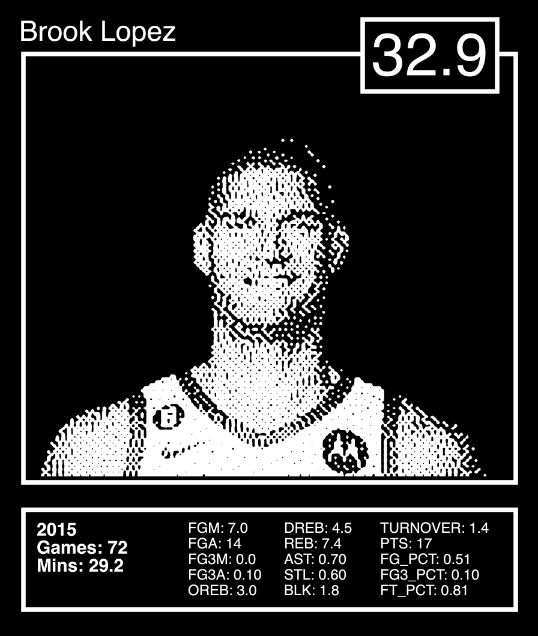 Brook Lopez
32.9
2015
Games: 72
Mins: 29.2
FGM: 7.0
FGA: 14
FG3M: 0.0
FG3A: 0.10
OREB: 3.0
DREB: 4.5
REB: 7.4
AST: 0.70
STL: 0.60
BLK: 1.8
TURNOVER: 1.4
PTS: 17
FG_PCT: 0.51
FG3_PCT: 0.10
FT_PCT: 0.81